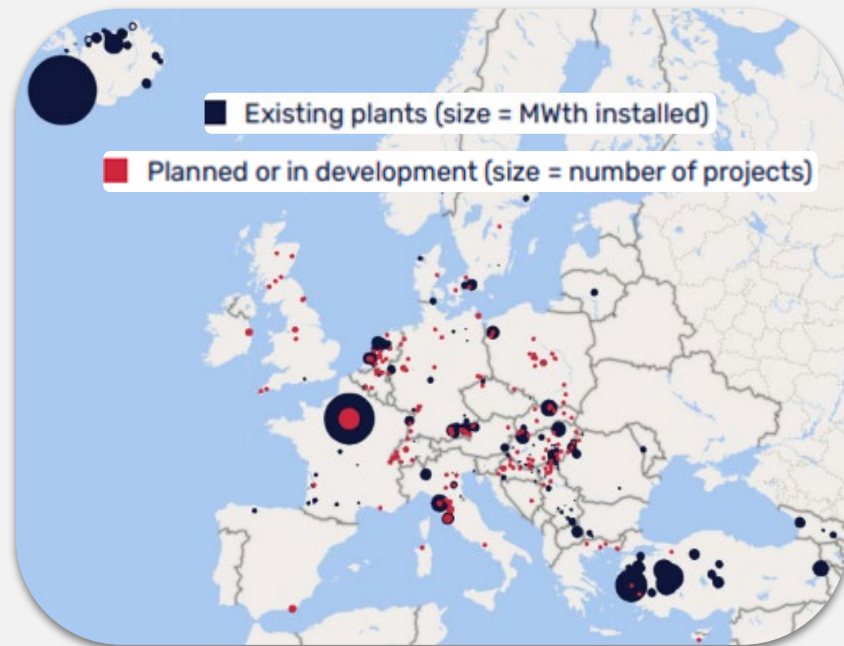 Existing plants (size = MWth installed)
Planned or in development (size = number of projects)